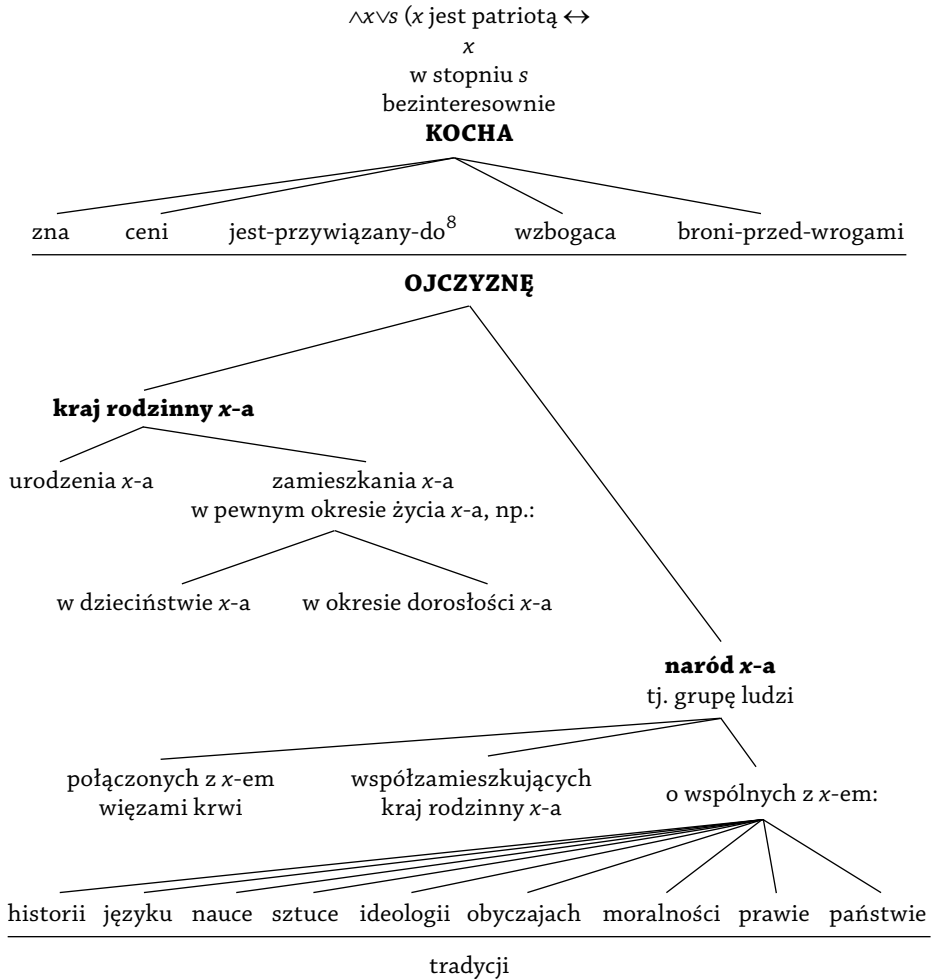 ∧x∨s (x jest patriotą ↔
x
w stopniu s
bezinteresownie
KOCHA
zna ceni jest-przywiązany-do⁸ wzbogaca broni-przed-wrogami
OJCZYZNĘ
kraj rodzinny x-a
urodzenia x-a zamieszkania x-a
w pewnym okresie życia x-a, np.:
w dzieciństwie x-a w okresie dorosłości x-a
naród x-a
tj. grupę ludzi
połączonych z x-em współzamieszkujących o wspólnych z x-em:
więzami krwi kraj rodzinny x-a
historii języku nauce sztuce ideologii obyczajach moralności prawie państwie
tradycji